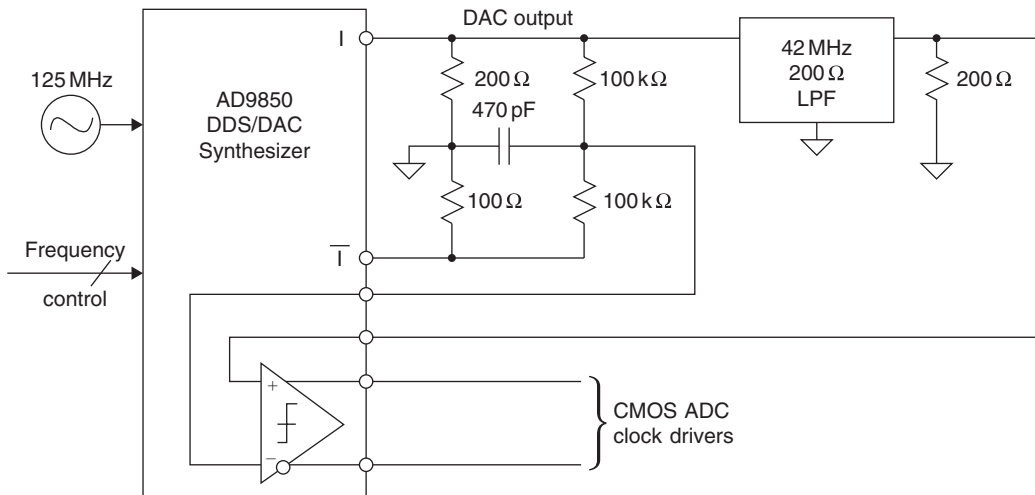 DAC output
I
125 MHz
AD9850
DDS/DAC
Synthesizer
200 Ω
100 kΩ
470 pF
42 MHz
200 Ω
LPF
200 Ω
100 Ω
100 k Ω
I
Frequency
control
+
−
CMOS ADC
clock drivers